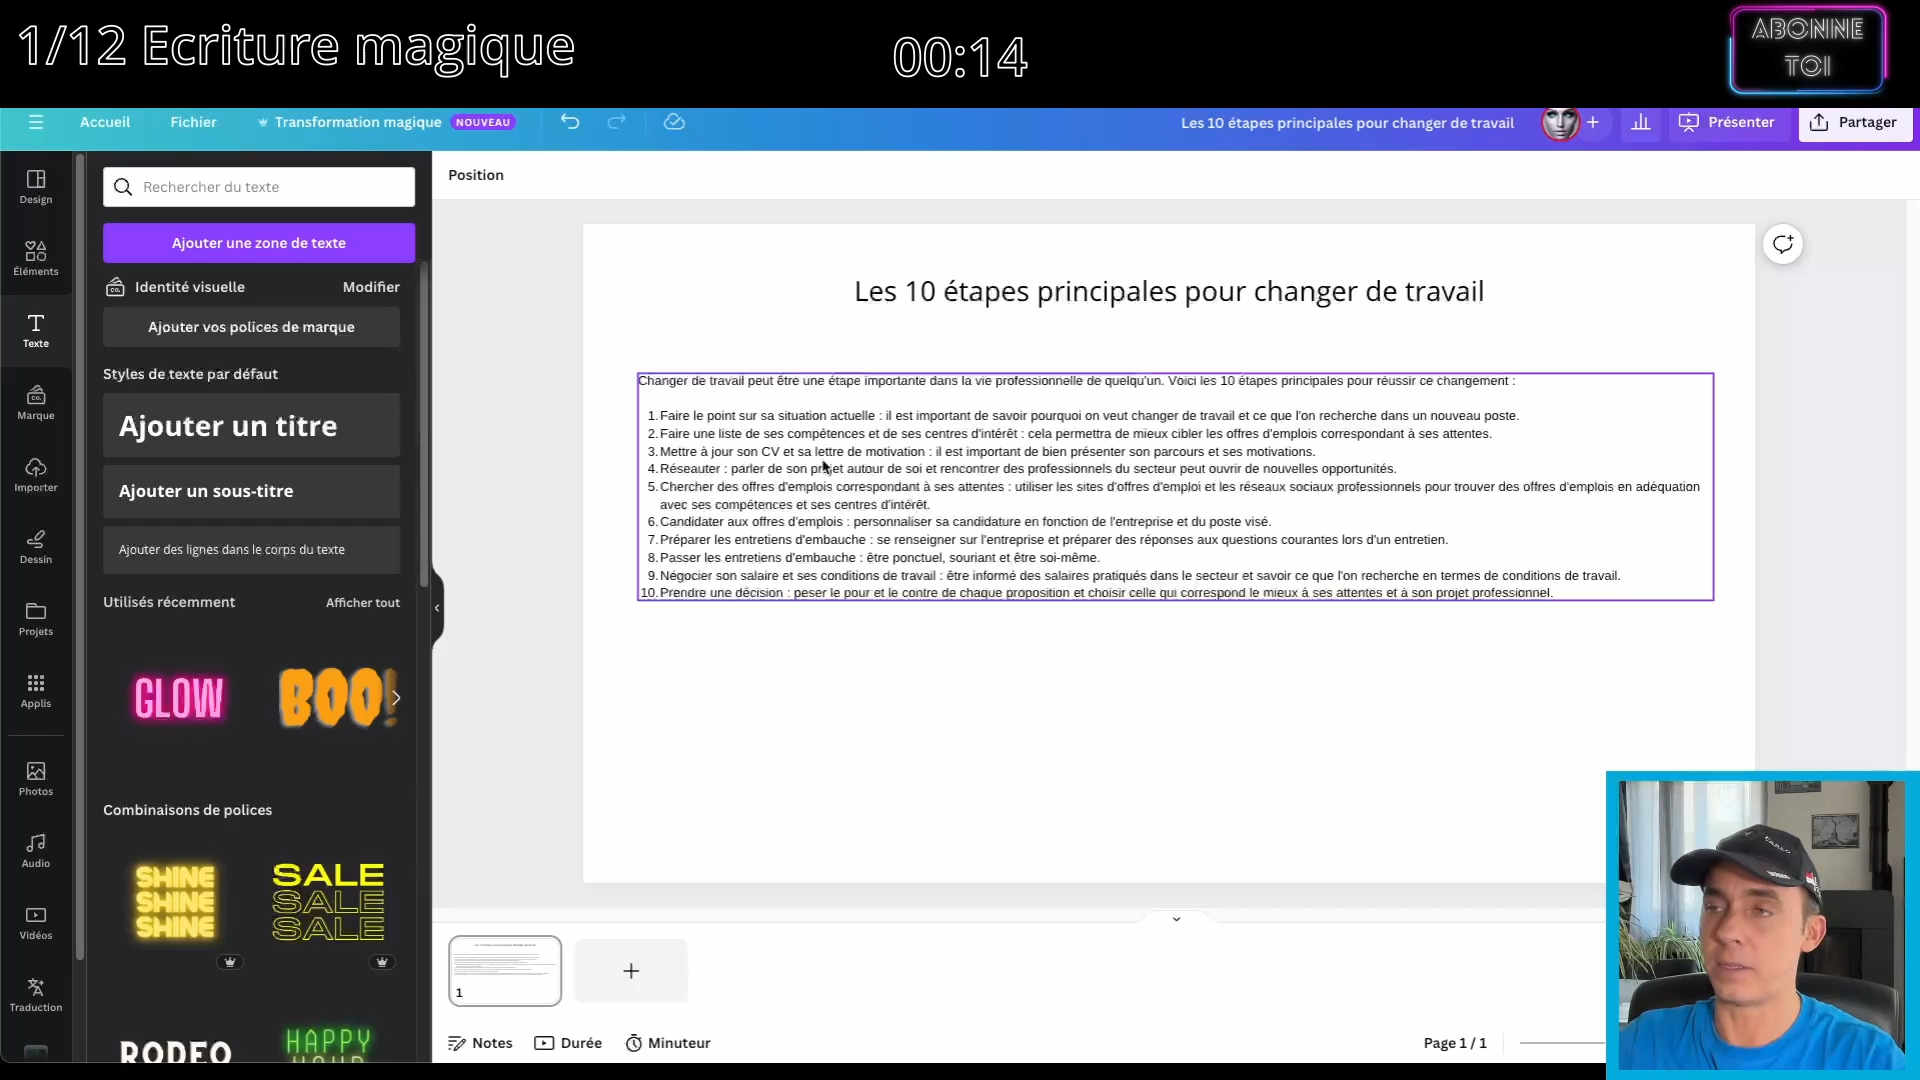 1/12 Ecriture magique
00:14
ABONNE
TOI
Accueil
Fichier
Transformation magique
NOUVEAU
Les 10 étapes principales pour changer de travail
+
Présenter
Partager
Design
Éléments
Texte
Marque
Importer
Dessin
Projets
Applis
Photos
Audio
Vidéos
Traduction
Rechercher du texte
Ajouter une zone de texte
CO.
Identité visuelle
Modifier
Ajouter vos polices de marque
Styles de texte par défaut
Ajouter un titre
Ajouter un sous-titre
Ajouter des lignes dans le corps du texte
Utilisés récemment
Afficher tout
GLOW
BOO!
Combinaisons de polices
SHINE
SHINE
SHINE
SALE
SALE
SALE
RODEO
HAPPY
HOUR
Position
Les 10 étapes principales pour changer de travail
Changer de travail peut être une étape importante dans la vie professionnelle de quelqu'un. Voici les 10 étapes principales pour réussir ce changement :
1. Faire le point sur sa situation actuelle : il est important de savoir pourquoi on veut changer de travail et ce que l'on recherche dans un nouveau poste.
2. Faire une liste de ses compétences et de ses centres d'intérêt : cela permettra de mieux cibler les offres d'emplois correspondant à ses attentes.
3. Mettre à jour son CV et sa lettre de motivation : il est important de bien présenter son parcours et ses motivations.
4. Réseauter : parler de son projet autour de soi et rencontrer des professionnels du secteur peut ouvrir de nouvelles opportunités.
5. Chercher des offres d'emplois correspondant à ses attentes : utiliser les sites d'offres d'emploi et les réseaux sociaux professionnels pour trouver des offres d'emplois en adéquation
avec ses compétences et ses centres d'intérêt.
6. Candidater aux offres d'emplois : personnaliser sa candidature en fonction de l'entreprise et du poste visé.
7. Préparer les entretiens d'embauche : se renseigner sur l'entreprise et préparer des réponses aux questions courantes lors d'un entretien.
8. Passer les entretiens d'embauche : être ponctuel, souriant et être soi-même.
9. Négocier son salaire et ses conditions de travail : être informé des salaires pratiqués dans le secteur et savoir ce que l'on recherche en termes de conditions de travail.
10. Prendre une décision : peser le pour et le contre de chaque proposition et choisir celle qui correspond le mieux à ses attentes et à son projet professionnel.
1
+
Notes
Durée
Minuteur
Page 1 / 1